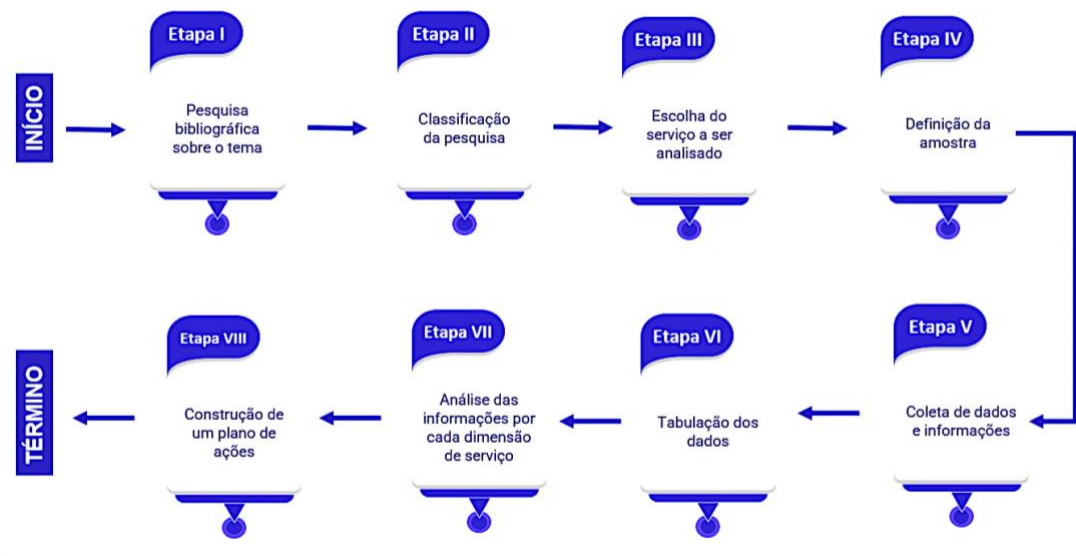 INÍCIO
Etapa I
Pesquisa
bibliográfica
sobre o tema
Etapa II
Classificação
da pesquisa
Etapa III
Escolha do
serviço a ser
analisado
Etapa IV
Definição da
amostra
Etapa V
Coleta de dados
e informações
Etapa VI
Tabulação dos
dados
Etapa VII
Análise das
informações por
cada dimensão
de serviço
Etapa VIII
Construção de
um plano de
ações
TÉRMINO